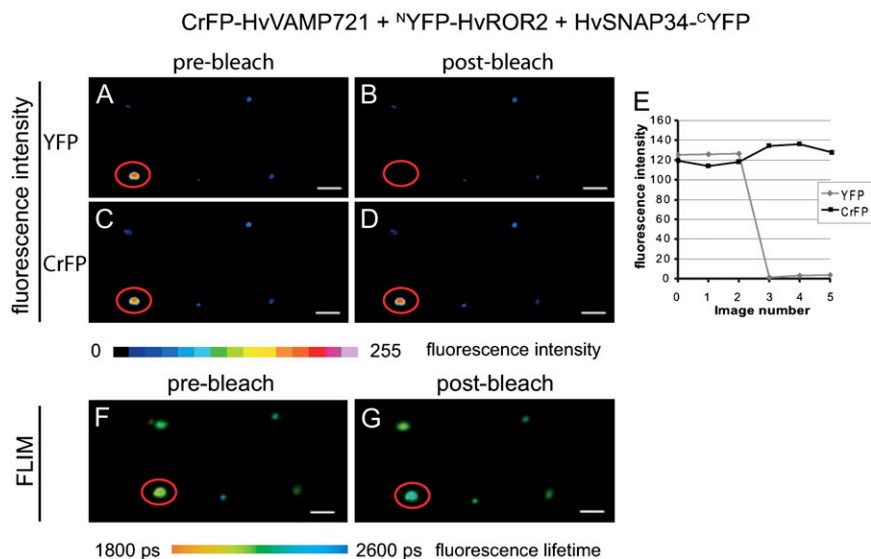 CrFP-HvVAMP721 + ᴺYFP-HvROR2 + HvSNAP34-ᶜYFP
pre-bleach
post-bleach
fluorescence intensity
YFP
CrFP
A
B
C
D
0
255
fluorescence intensity
E
fluorescence intensity
160
140
120
100
80
60
40
20
0
0 1 2 3 4 5
Image number
YFP
CrFP
pre-bleach
post-bleach
FLIM
F
G
1800 ps
2600 ps
fluorescence lifetime